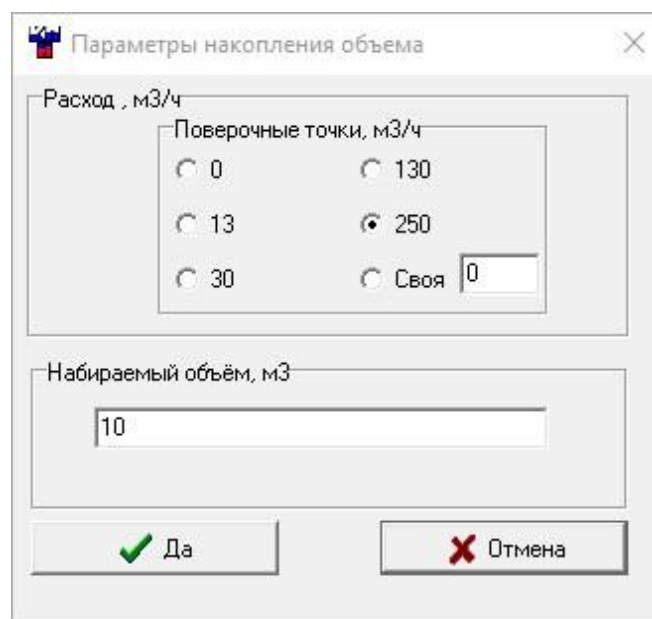 Параметры накопления объема
Расход , м3/ч
Поверочные точки, м3/ч
0 130
13 250
30 Своя 0
Набираемый объём, м3
10
Да Отмена